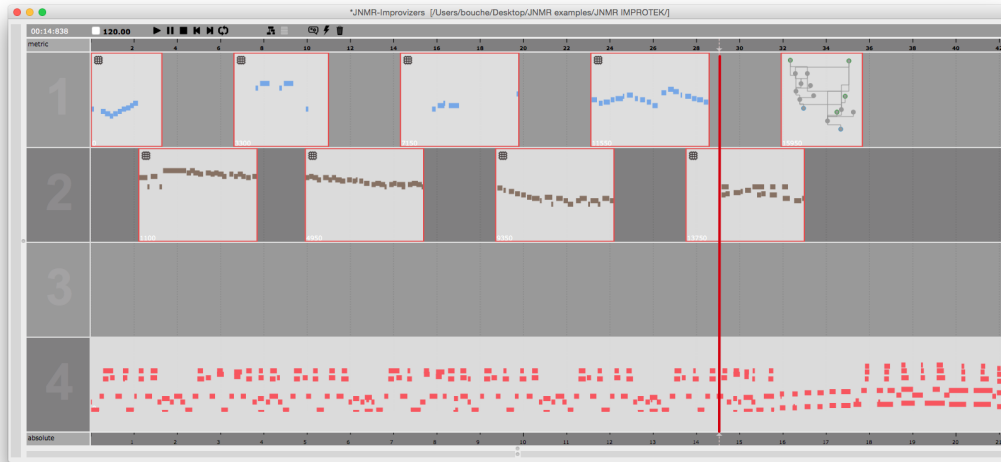 *JNMR-Improvizers [/Users/bouche/Desktop/JNMR examples/JNMR IMPROTEK/]
00:14:838 120.00
metric 2 4 6 8 10 12 14 16 18 20 22 24 26 28 30 32 34 36 38 40 42
1
2
1100 4950 13750
3
4
absolute 1 2 3 4 5 6 7 8 9 10 11 12 13 14 15 16 17 18 19 20 21